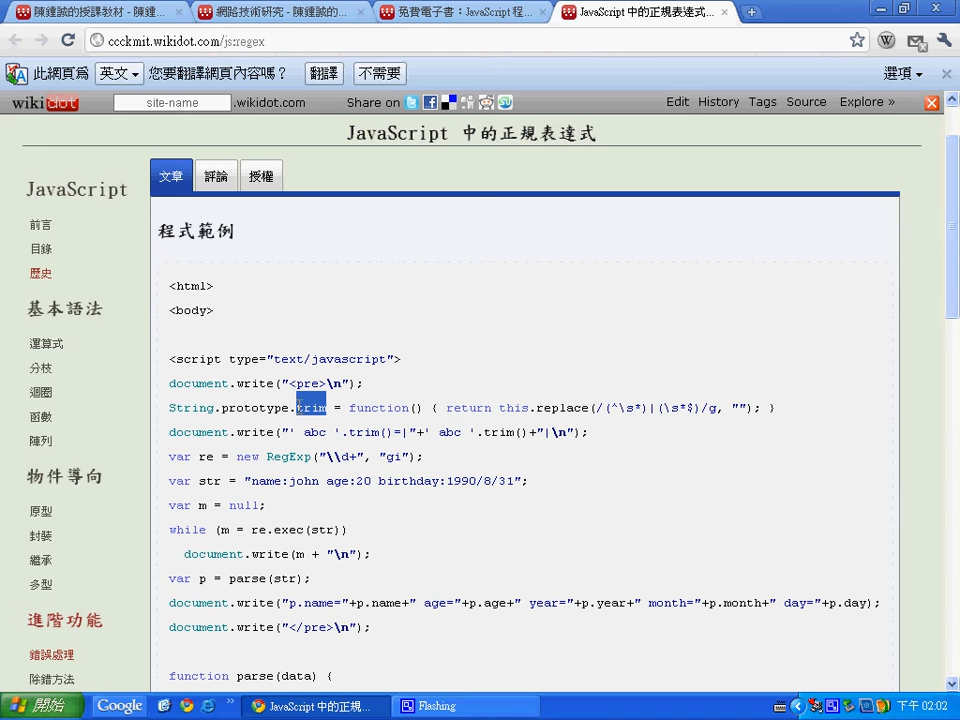 陳鍾誠的授課教材 - 陳鍾...
網路技術研究 - 陳鍾誠的...
免費電子書：JavaScript 程...
JavaScript 中的正規表達式...
ccckmit.wikidot.com/js:regex
此網頁為 英文 您要翻譯網頁內容嗎？ 翻譯 不需要 選項
wikidot site-name .wikidot.com Share on Edit History Tags Source Explore »
JavaScript 中的正規表達式
JavaScript
前言
目錄
歷史
基本語法
運算式
分枝
迴圈
函數
陣列
物件導向
原型
封裝
繼承
多型
進階功能
錯誤處理
除錯方法
文章 評論 授權
程式範例
<html>
<body>
<script type="text/javascript">
document.write("<pre>\n");
String.prototype.trim = function() { return this.replace(/(^\s*)|(\s*$)/g, ""); }
document.write("' abc '.trim()=|"+' abc '.trim()+"|\n");
var re = new RegExp("\\d+", "gi");
var str = "name:john age:20 birthday:1990/8/31";
var m = null;
while (m = re.exec(str))
document.write(m + "\n");
var p = parse(str);
document.write("p.name="+p.name+" age="+p.age+" year="+p.year+" month="+p.month+" day="+p.day);
document.write("</pre>\n");
function parse(data) {
開始 Google JavaScript 中的正規... Flashing 下午 02:02